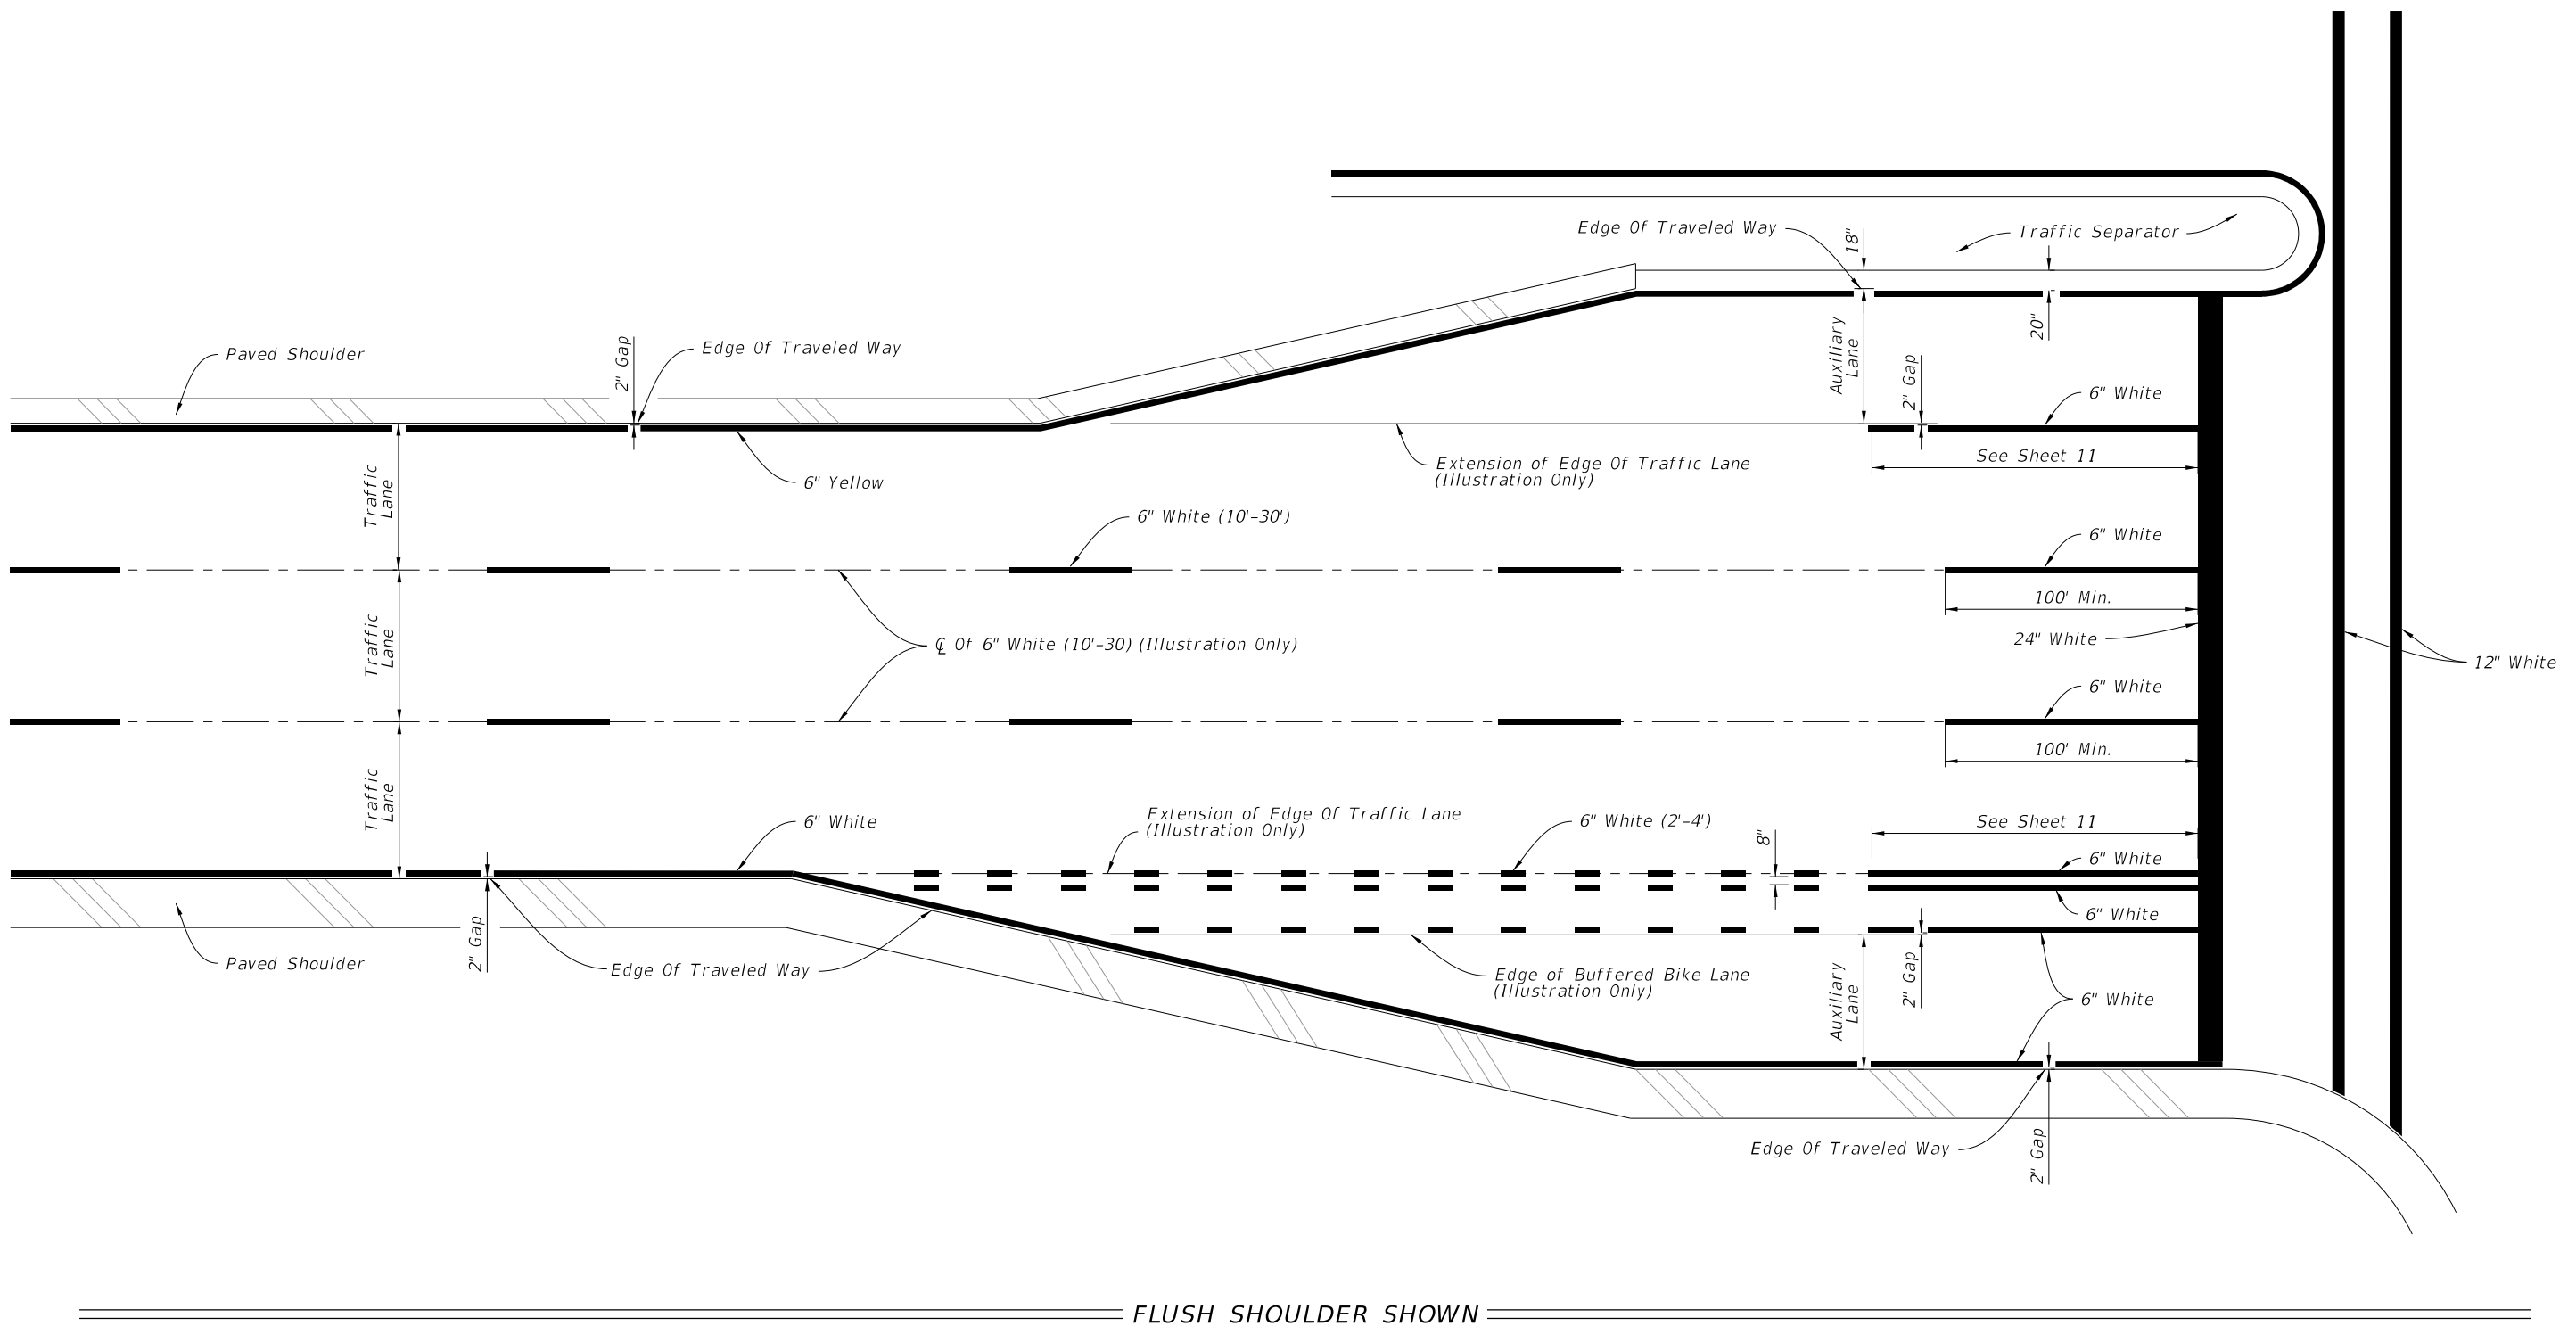 Edge Of Traveled Way
18"
Traffic Separator
20"
Paved Shoulder
2" Gap
Edge Of Traveled Way
Auxiliary
Lane
2" Gap
6" White
See Sheet 11
Traffic
Lane
6" Yellow
Extension of Edge Of Traffic Lane
(Illustration Only)
6" White (10'-30')
6" White
100' Min.
24" White
Traffic
Lane
℄ Of 6" White (10'-30) (Illustration Only)
12" White
6" White
100' Min.
Traffic
Lane
6" White
Extension of Edge Of Traffic Lane
(Illustration Only)
6" White (2'-4')
8"
See Sheet 11
6" White
6" White
2" Gap
Paved Shoulder
Edge Of Traveled Way
Edge of Buffered Bike Lane
(Illustration Only)
Auxiliary
Lane
2" Gap
6" White
Edge Of Traveled Way
2" Gap
FLUSH SHOULDER SHOWN